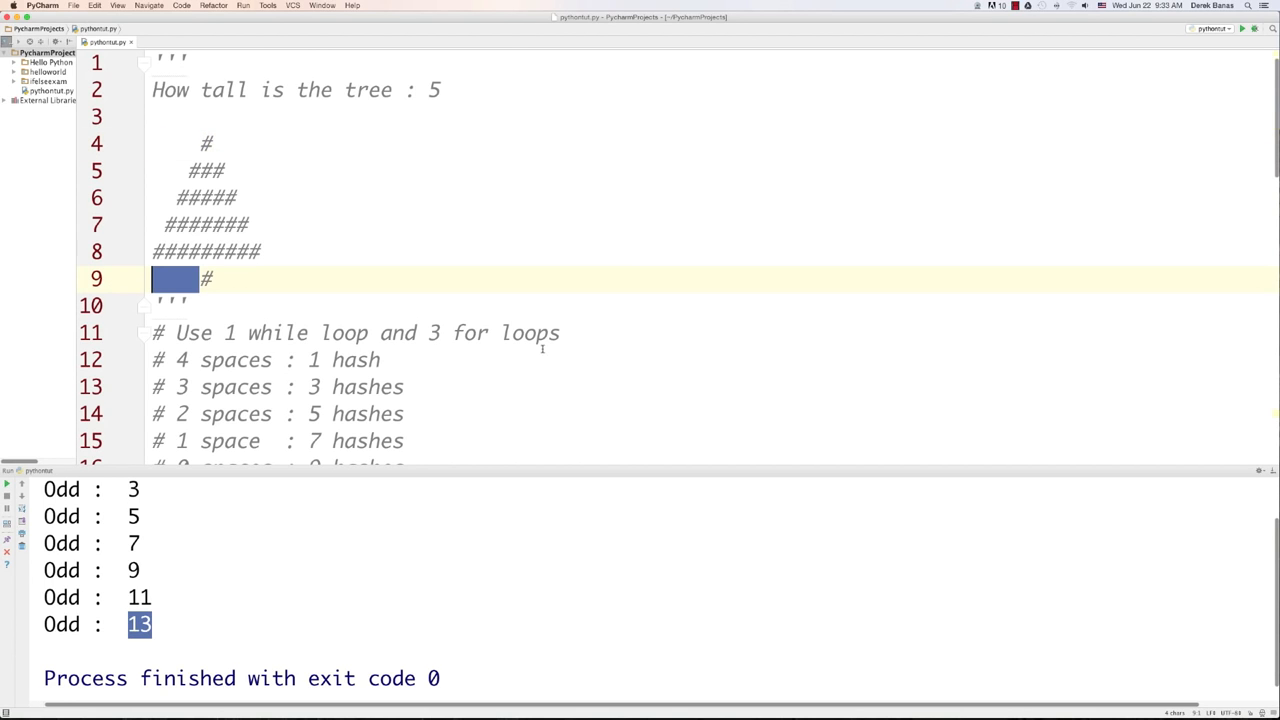 PyCharm File Edit View Navigate Code Refactor Run Tools VCS Window Help 10 Wed Jun 22 9:33 AM Derek Banas
pythontut.py - PycharmProjects - [~/PycharmProjects]
PycharmProjects pythontut.py pythontut
pythontut.py ×
PycharmProject
Hello Python
helloworld
ifelseexam
pythontut.py
External Librarie
1 '''
2 How tall is the tree : 5
3
4     #
5    ###
6   #####
7  #######
8 #########
9     #
10 '''
11 # Use 1 while loop and 3 for loops
12 # 4 spaces : 1 hash
13 # 3 spaces : 3 hashes
14 # 2 spaces : 5 hashes
15 # 1 space  : 7 hashes
16 # 0 spaces : 9 hashes
Run pythontut
Odd :  3
Odd :  5
Odd :  7
Odd :  9
Odd :  11
Odd :  13
Process finished with exit code 0
4 chars 9:1 LF÷ UTF-8÷